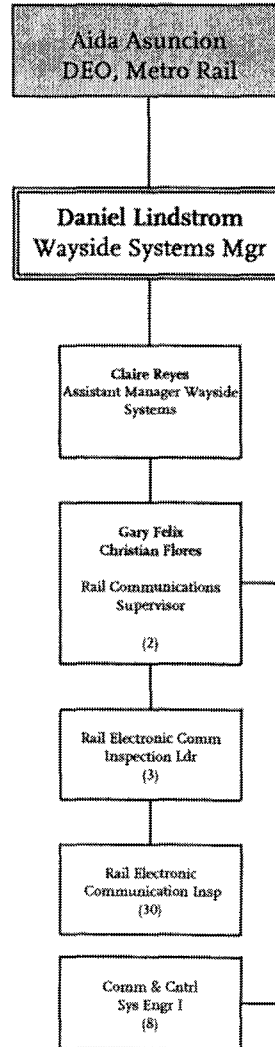 Aida Asuncion
DEO, Metro Rail
Daniel Lindstrom
Wayside Systems Mgr
Claire Reyes
Assistant Manager Wayside
Systems
Gary Felix
Christian Flores
Rail Communications
Supervisor
(2)
Rail Electronic Comm
Inspection Ldr
(3)
Rail Electronic
Communication Insp
(30)
Comm & Cntrl
Sys Engr I
(8)